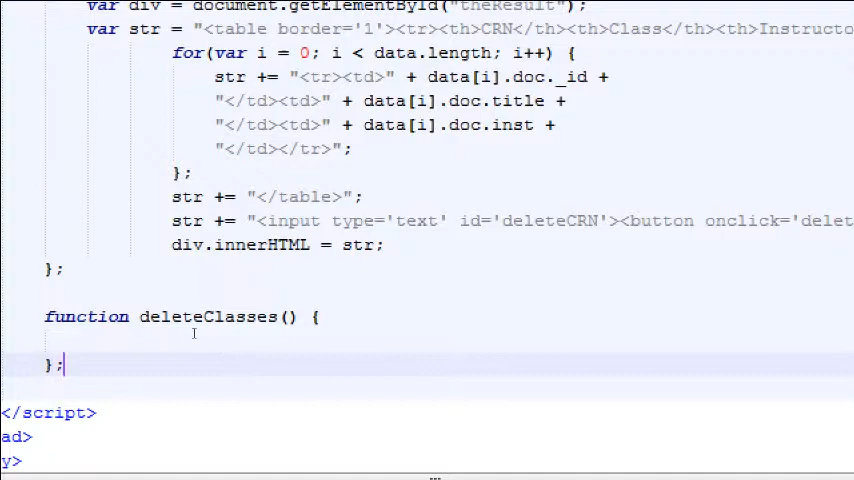 var div = document.getElementById("theResult");
var str = "<table border='1'><tr><th>CRN</th><th>Class</th><th>Instructo
for(var i = 0; i < data.length; i++) {
str += "<tr><td>" + data[i].doc._id +
"</td><td>" + data[i].doc.title +
"</td><td>" + data[i].doc.inst +
"</td></tr>";
};
str += "</table>";
str += "<input type='text' id='deleteCRN'><button onclick='delet
div.innerHTML = str;
};
function deleteClasses() {
};
</script>
ad>
y>